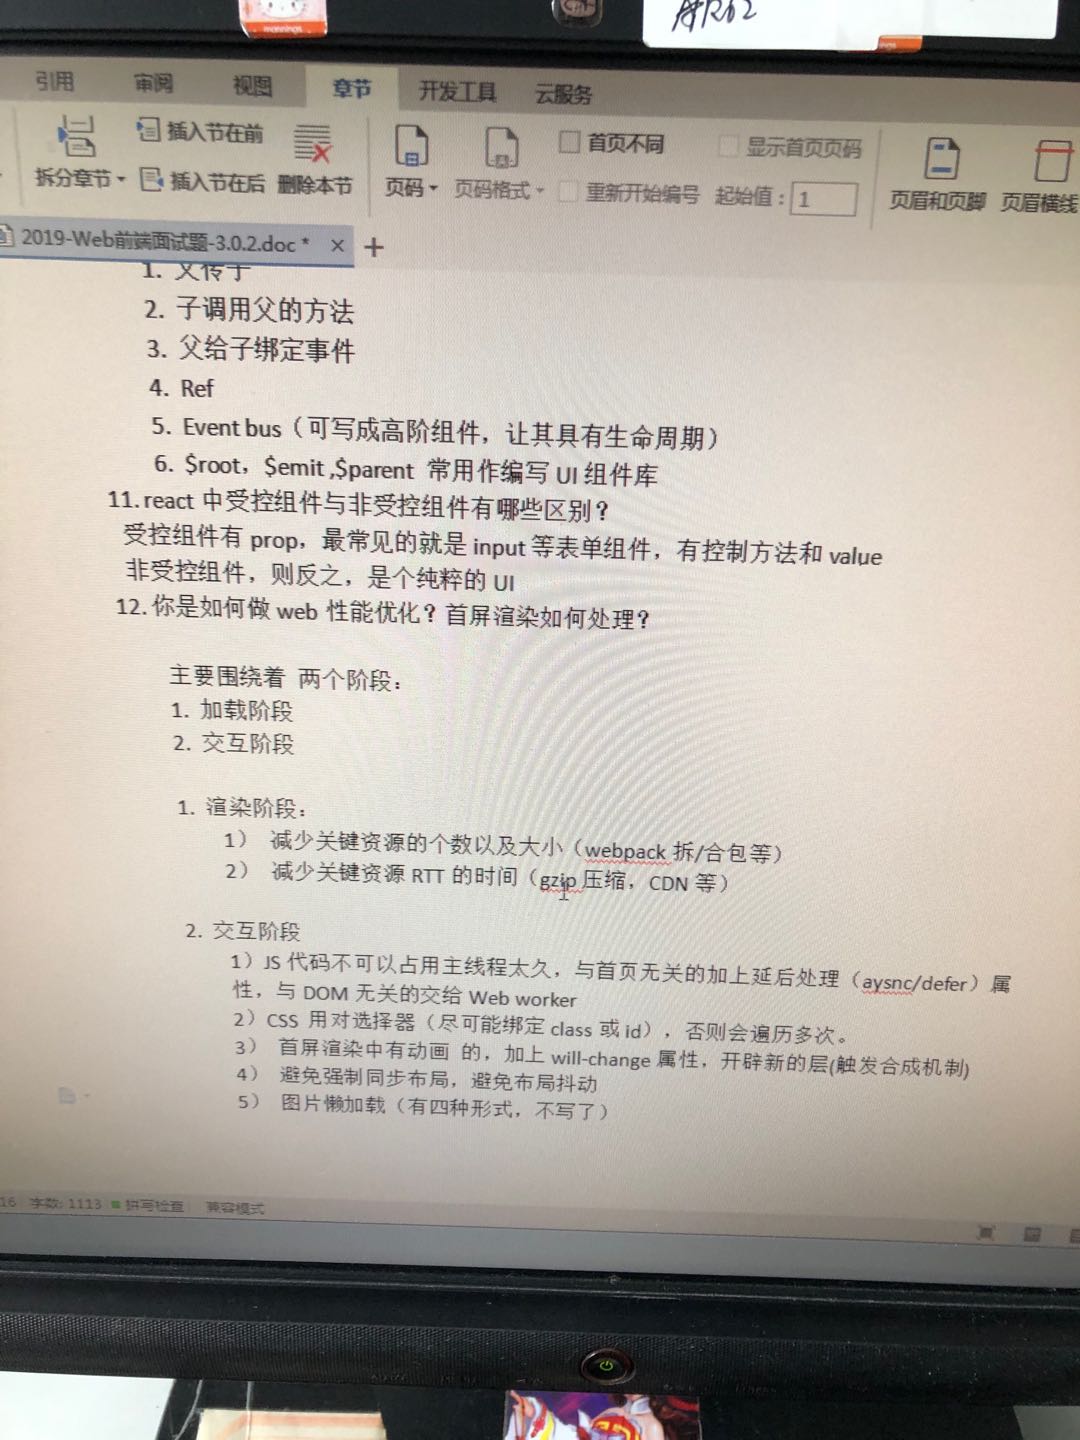 mannings
引用 审阅 视图 章节 开发工具 云服务
插入节在前 首页不同 显示首页页码
拆分章节 插入节在后 删除本节 页码 页码格式 重新开始编号 起始值：1 页眉和页脚 页眉横线
2019-Web前端面试题-3.0.2.doc * × +
1. 父传子
2. 子调用父的方法
3. 父给子绑定事件
4. Ref
5. Event bus（可写成高阶组件，让其具有生命周期）
6. $root，$emit ,$parent 常用作编写 UI 组件库
11. react 中受控组件与非受控组件有哪些区别？
受控组件有 prop，最常见的就是 input 等表单组件，有控制方法和 value
非受控组件，则反之，是个纯粹的 UI
12. 你是如何做 web 性能优化？首屏渲染如何处理？
主要围绕着 两个阶段：
1. 加载阶段
2. 交互阶段
1. 渲染阶段：
1） 减少关键资源的个数以及大小（webpack 拆/合包等）
2） 减少关键资源 RTT 的时间（gzip 压缩，CDN 等）
2. 交互阶段
1）JS 代码不可以占用主线程太久，与首页无关的加上延后处理（aysnc/defer）属
性，与 DOM 无关的交给 Web worker
2）CSS 用对选择器（尽可能绑定 class 或 id），否则会遍历多次。
3） 首屏渲染中有动画 的，加上 will-change 属性，开辟新的层(触发合成机制)
4） 避免强制同步布局，避免布局抖动
5） 图片懒加载（有四种形式，不写了）
16 字数: 1113 拼写检查 兼容模式